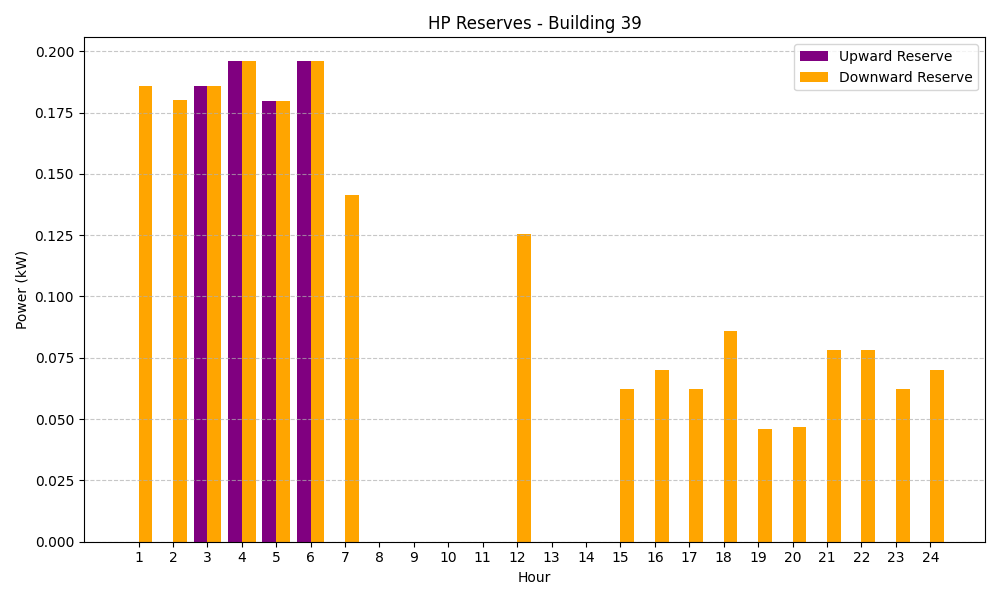 HP Reserves - Building 39
Upward Reserve
Downward Reserve
Power (kW)
0.200
0.175
0.150
0.125
0.100
0.075
0.050
0.025
0.000
1 2 3 4 5 6 7 8 9 10 11 12 13 14 15 16 17 18 19 20 21 22 23 24
Hour